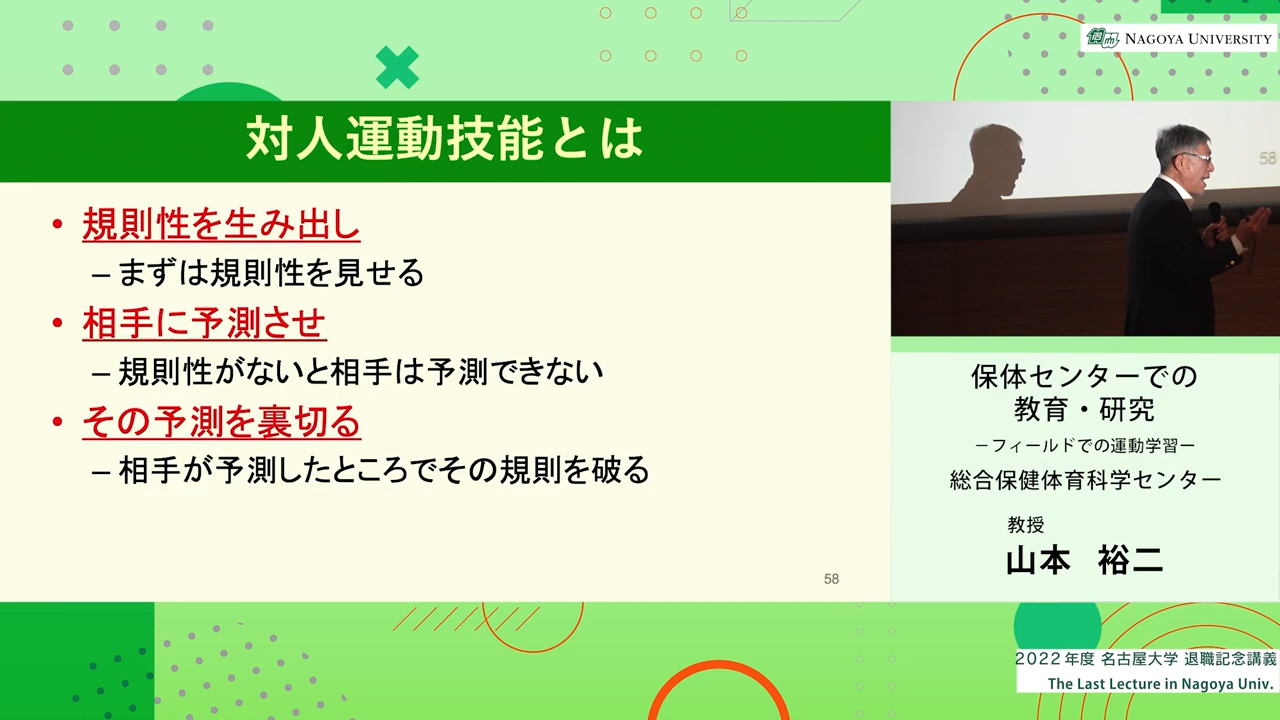 NAGOYA UNIVERSITY
対人運動技能とは
• 規則性を生み出し
– まずは規則性を見せる
• 相手に予測させ
– 規則性がないと相手は予測できない
• その予測を裏切る
– 相手が予測したところでその規則を破る
58
58
保体センターでの
教育・研究
－フィールドでの運動学習－
総合保健体育科学センター
教授
山本 裕二
2022年度 名古屋大学 退職記念講義
The Last Lecture in Nagoya Univ.